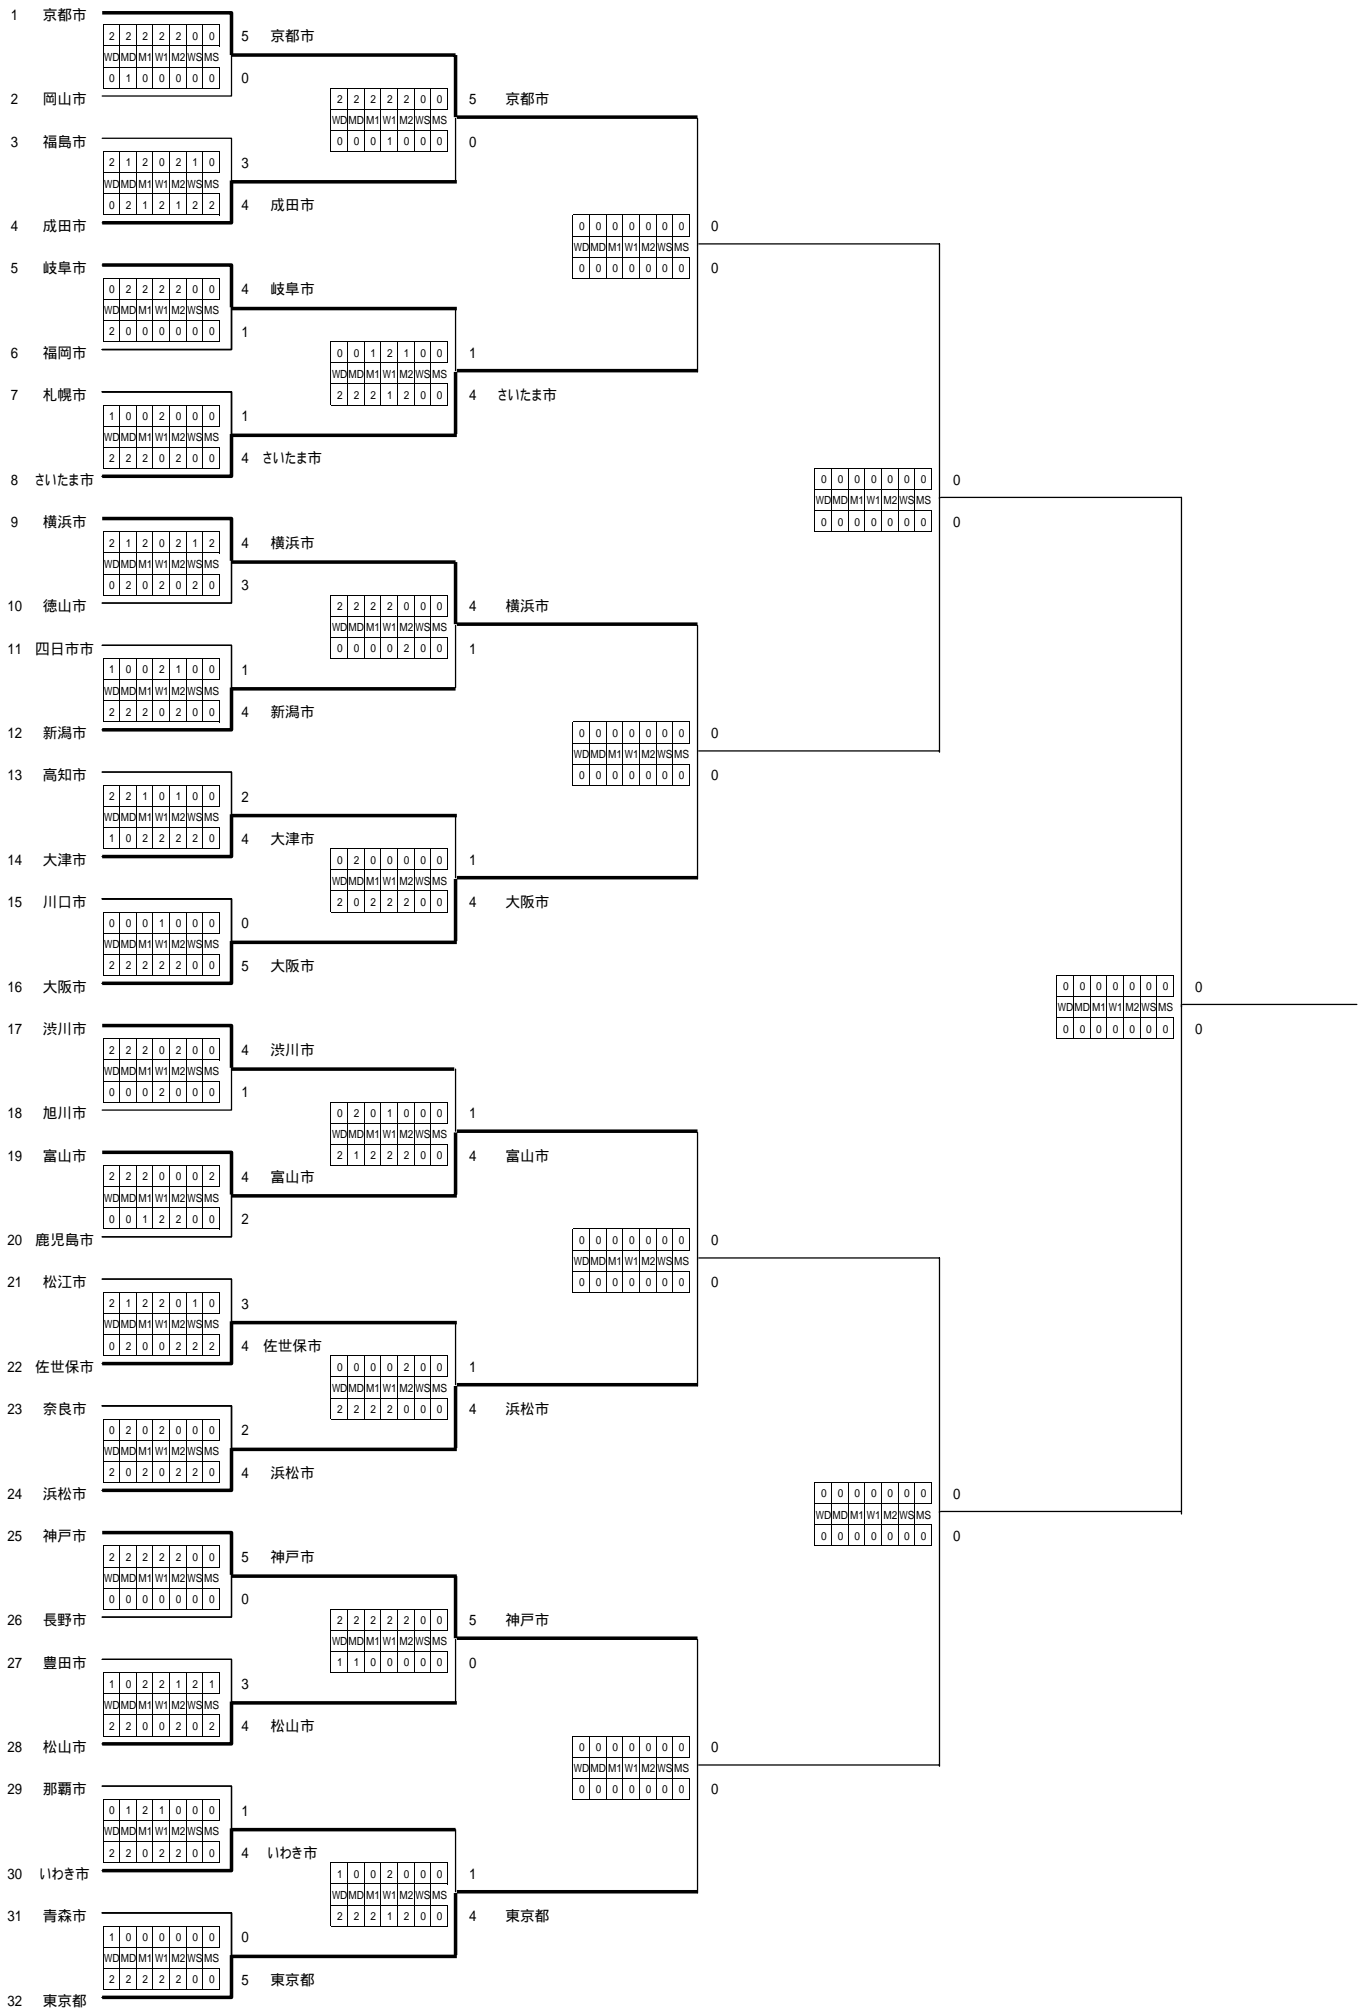 1 京都市
2 2 2 2 2 0 0 5 京都市
WD MD M1 W1 M2 WS MS
0 1 0 0 0 0 0 0
2 岡山市
2 2 2 2 2 0 0 5 京都市
WD MD M1 W1 M2 WS MS
0 0 0 1 0 0 0 0
3 福島市
2 1 2 0 2 1 0 3
WD MD M1 W1 M2 WS MS
0 2 1 2 1 2 2 4 成田市
4 成田市
0 0 0 0 0 0 0 0
WD MD M1 W1 M2 WS MS
0 0 0 0 0 0 0 0
5 岐阜市
0 2 2 2 2 0 0 4 岐阜市
WD MD M1 W1 M2 WS MS
2 0 0 0 0 0 0 1
6 福岡市
0 0 1 2 1 0 0 1
WD MD M1 W1 M2 WS MS
2 2 2 1 2 0 0 4 さいたま市
7 札幌市
1 0 0 2 0 0 0 1
WD MD M1 W1 M2 WS MS
2 2 2 0 2 0 0 4 さいたま市
8 さいたま市
0 0 0 0 0 0 0 0
WD MD M1 W1 M2 WS MS
0 0 0 0 0 0 0 0
9 横浜市
2 1 2 0 2 1 2 4 横浜市
WD MD M1 W1 M2 WS MS
0 2 0 2 0 2 0 3
10 徳山市
2 2 2 2 0 0 0 4 横浜市
WD MD M1 W1 M2 WS MS
0 0 0 0 2 0 0 1
11 四日市市
1 0 0 2 1 0 0 1
WD MD M1 W1 M2 WS MS
2 2 2 0 2 0 0 4 新潟市
12 新潟市
0 0 0 0 0 0 0 0
WD MD M1 W1 M2 WS MS
0 0 0 0 0 0 0 0
13 高知市
2 2 1 0 1 0 0 2
WD MD M1 W1 M2 WS MS
1 0 2 2 2 2 0 4 大津市
14 大津市
0 2 0 0 0 0 0 1
WD MD M1 W1 M2 WS MS
2 0 2 2 2 0 0 4 大阪市
15 川口市
0 0 0 1 0 0 0 0
WD MD M1 W1 M2 WS MS
2 2 2 2 2 0 0 5 大阪市
16 大阪市
0 0 0 0 0 0 0 0
WD MD M1 W1 M2 WS MS
0 0 0 0 0 0 0 0
17 渋川市
2 2 2 0 2 0 0 4 渋川市
WD MD M1 W1 M2 WS MS
0 0 0 2 0 0 0 1
18 旭川市
0 2 0 1 0 0 0 1
WD MD M1 W1 M2 WS MS
2 1 2 2 2 0 0 4 富山市
19 富山市
2 2 2 0 0 0 2 4 富山市
WD MD M1 W1 M2 WS MS
0 0 1 2 2 0 0 2
20 鹿児島市
0 0 0 0 0 0 0 0
WD MD M1 W1 M2 WS MS
0 0 0 0 0 0 0 0
21 松江市
2 1 2 2 0 1 0 3
WD MD M1 W1 M2 WS MS
0 2 0 0 2 2 2 4 佐世保市
22 佐世保市
0 0 0 0 2 0 0 1
WD MD M1 W1 M2 WS MS
2 2 2 2 0 0 0 4 浜松市
23 奈良市
0 2 0 2 0 0 0 2
WD MD M1 W1 M2 WS MS
2 0 2 0 2 2 0 4 浜松市
24 浜松市
0 0 0 0 0 0 0 0
WD MD M1 W1 M2 WS MS
0 0 0 0 0 0 0 0
25 神戸市
2 2 2 2 2 0 0 5 神戸市
WD MD M1 W1 M2 WS MS
0 0 0 0 0 0 0 0
26 長野市
2 2 2 2 2 0 0 5 神戸市
WD MD M1 W1 M2 WS MS
1 1 0 0 0 0 0 0
27 豊田市
1 0 2 2 1 2 1 3
WD MD M1 W1 M2 WS MS
2 2 0 0 2 0 2 4 松山市
28 松山市
0 0 0 0 0 0 0 0
WD MD M1 W1 M2 WS MS
0 0 0 0 0 0 0 0
29 那覇市
0 1 2 1 0 0 0 1
WD MD M1 W1 M2 WS MS
2 2 0 2 2 0 0 4 いわき市
30 いわき市
1 0 0 2 0 0 0 1
WD MD M1 W1 M2 WS MS
2 2 2 1 2 0 0 4 東京都
31 青森市
1 0 0 0 0 0 0 0
WD MD M1 W1 M2 WS MS
2 2 2 2 2 0 0 5 東京都
32 東京都